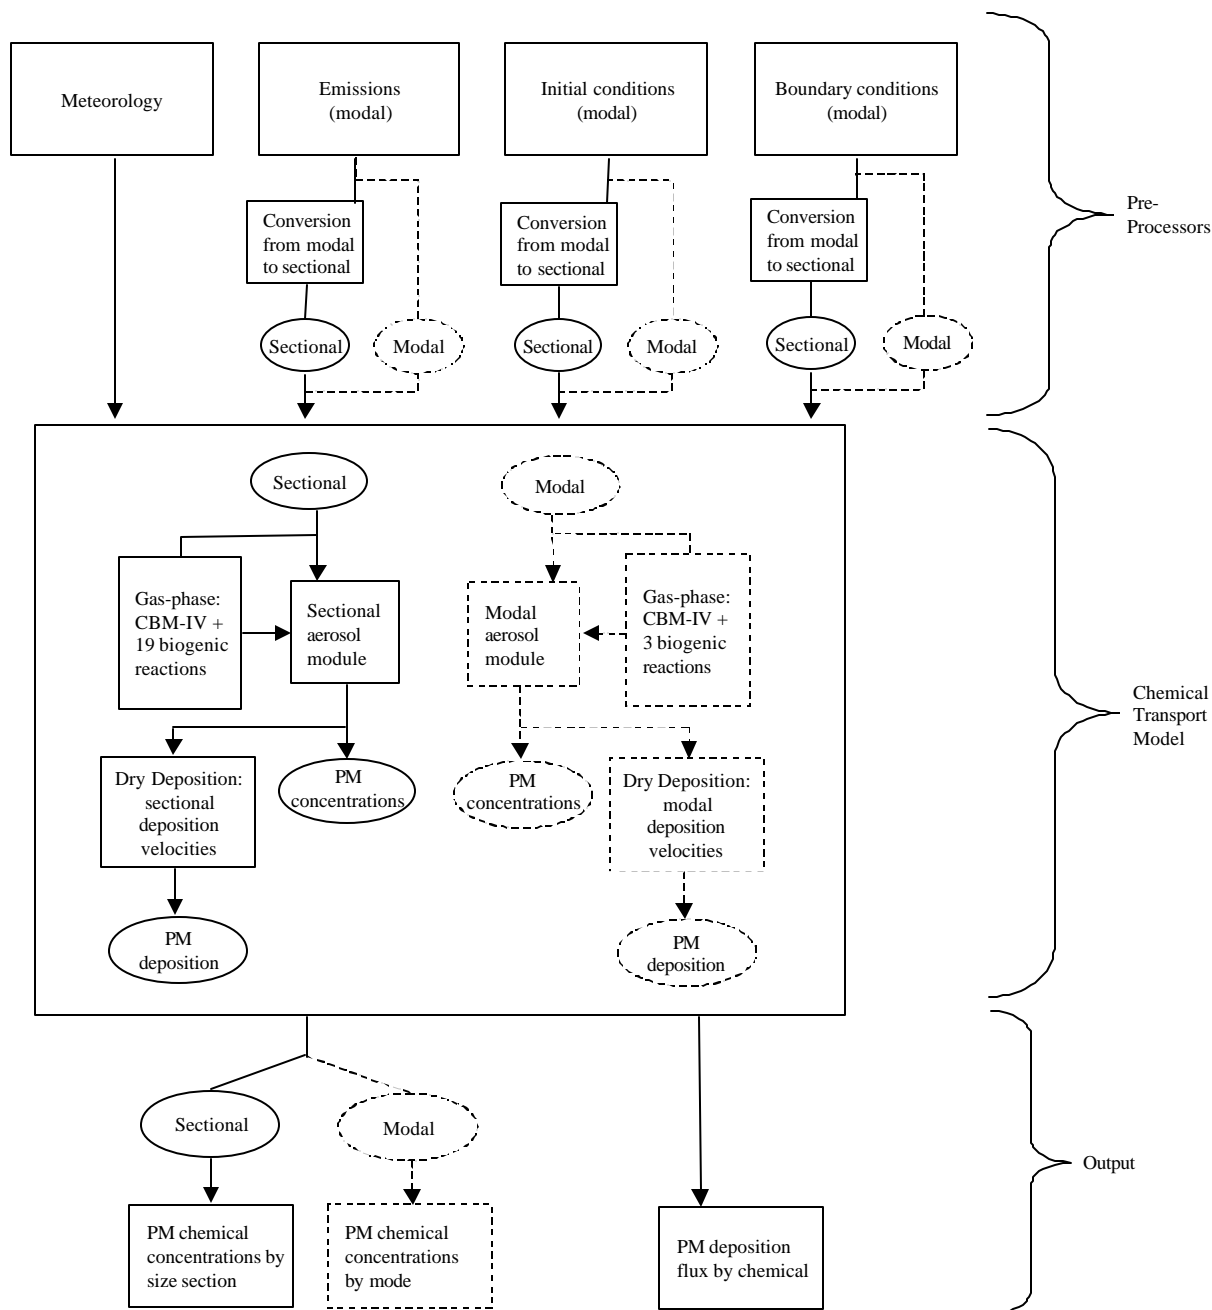 Meteorology
Emissions
(modal)
Initial conditions
(modal)
Boundary conditions
(modal)
Conversion
from modal
to sectional
Conversion
from modal
to sectional
Conversion
from modal
to sectional
Pre-
Processors
Sectional
Modal
Sectional
Modal
Sectional
Modal
Sectional
Modal
Gas-phase:
CBM-IV +
19 biogenic
reactions
Sectional
aerosol
module
Modal
aerosol
module
Gas-phase:
CBM-IV +
3 biogenic
reactions
Chemical
Transport
Model
Dry Deposition:
sectional
deposition
velocities
PM
concentrations
PM
concentrations
Dry Deposition:
modal
deposition
velocities
PM
deposition
PM
deposition
Sectional
Modal
Output
PM chemical
concentrations by
size section
PM chemical
concentrations
by mode
PM deposition
flux by chemical